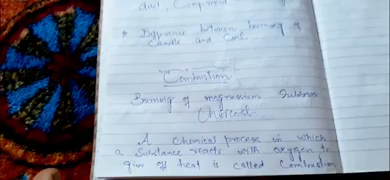 * Difference between burning of
Candle and Coal.
Combustion
Burning of magnesium Ribbon
Charcoal
A chemical process in which
a substance reacts with oxygen to
give off heat is called Combustion